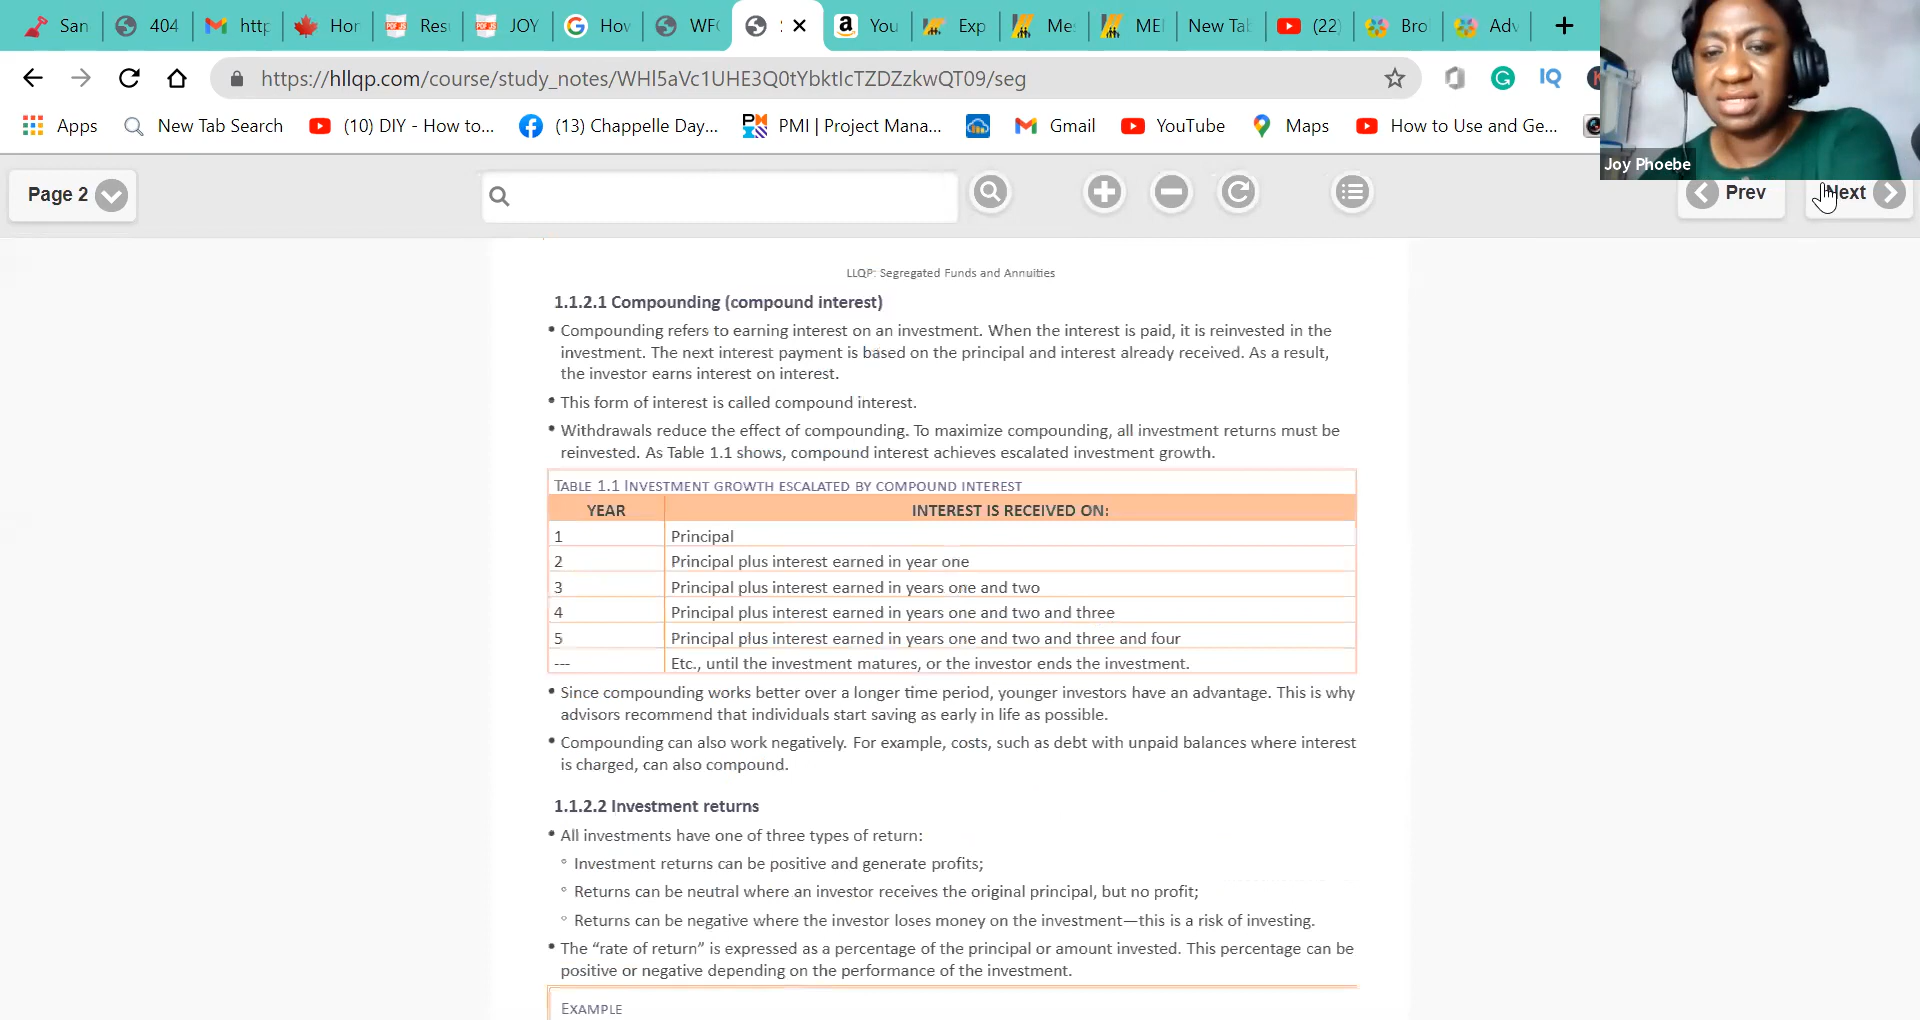 San
404
http
Hor
Res
JOY
Hov
WFC
You
Exp
Me
MEI
New Tab
(22)
Bro
Adv
https://hllqp.com/course/study_notes/WHl5aVc1UHE3Q0tYbktIcTZDZzkwQT09/seg
Apps
New Tab Search
(10) DIY - How to...
(13) Chappelle Day...
PMI | Project Mana...
Gmail
YouTube
Maps
How to Use and Ge...
Joy Phoebe
Page 2
Prev
Next
LLQP: Segregated Funds and Annuities
1.1.2.1 Compounding (compound interest)
• Compounding refers to earning interest on an investment. When the interest is paid, it is reinvested in the
investment. The next interest payment is based on the principal and interest already received. As a result,
the investor earns interest on interest.
• This form of interest is called compound interest.
• Withdrawals reduce the effect of compounding. To maximize compounding, all investment returns must be
reinvested. As Table 1.1 shows, compound interest achieves escalated investment growth.
TABLE 1.1 INVESTMENT GROWTH ESCALATED BY COMPOUND INTEREST
YEAR INTEREST IS RECEIVED ON:
1 Principal
2 Principal plus interest earned in year one
3 Principal plus interest earned in years one and two
4 Principal plus interest earned in years one and two and three
5 Principal plus interest earned in years one and two and three and four
--- Etc., until the investment matures, or the investor ends the investment.
• Since compounding works better over a longer time period, younger investors have an advantage. This is why
advisors recommend that individuals start saving as early in life as possible.
• Compounding can also work negatively. For example, costs, such as debt with unpaid balances where interest
is charged, can also compound.
1.1.2.2 Investment returns
• All investments have one of three types of return:
° Investment returns can be positive and generate profits;
° Returns can be neutral where an investor receives the original principal, but no profit;
° Returns can be negative where the investor loses money on the investment—this is a risk of investing.
• The “rate of return” is expressed as a percentage of the principal or amount invested. This percentage can be
positive or negative depending on the performance of the investment.
EXAMPLE